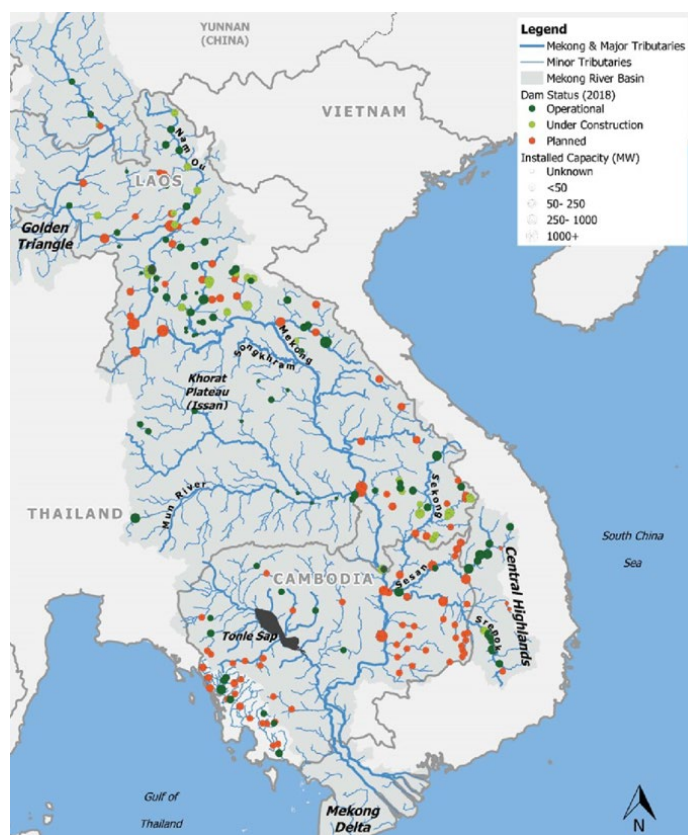 YUNNAN
(CHINA)
Legend
Mekong & Major Tributaries
Minor Tributaries
Mekong River Basin
Dam Status (2018)
Operational
Under Construction
Planned
Installed Capacity (MW)
Unknown
<50
50- 250
250- 1000
1000+
VIETNAM
Nam Ou
LAOS
Golden
Triangle
Mekong
Songkhram
Khorat
Plateau
(Issan)
Mun River
Sekong
THAILAND
South China
Sea
CAMBODIA
Sesan
Central Highlands
Srepok
Tonle Sap
Gulf of
Thailand
Mekong
Delta
N